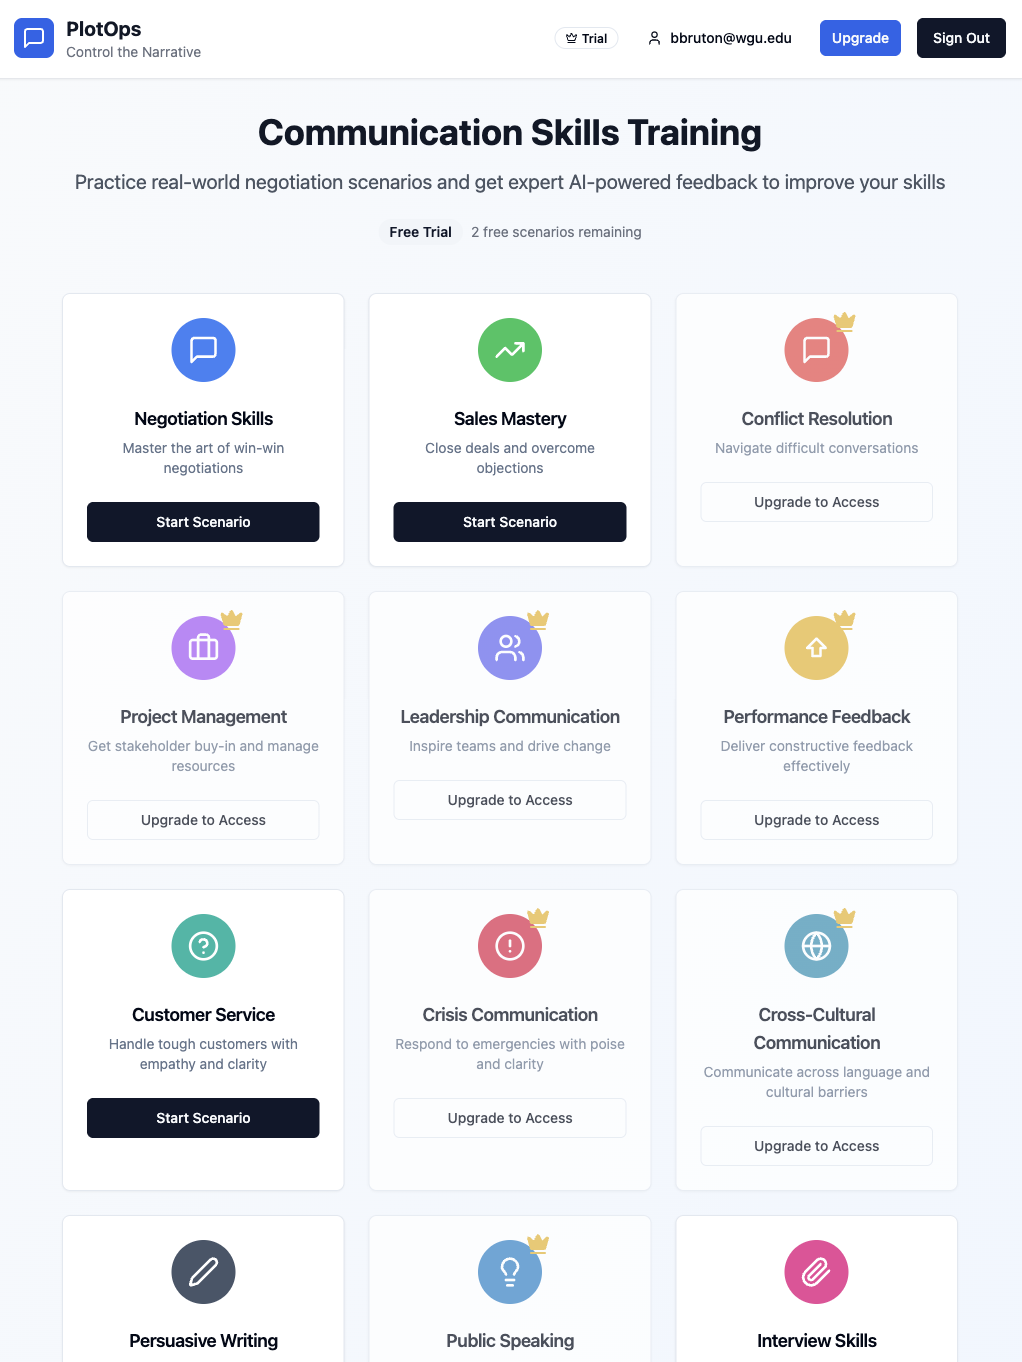 PlotOps
Control the Narrative
Trial
bbruton@wgu.edu
Upgrade
Sign Out
Communication Skills Training
Practice real-world negotiation scenarios and get expert AI-powered feedback to improve your skills
Free Trial
2 free scenarios remaining
Negotiation Skills
Master the art of win-win
negotiations
Start Scenario
Sales Mastery
Close deals and overcome
objections
Start Scenario
Conflict Resolution
Navigate difficult conversations
Upgrade to Access
Project Management
Get stakeholder buy-in and manage
resources
Upgrade to Access
Leadership Communication
Inspire teams and drive change
Upgrade to Access
Performance Feedback
Deliver constructive feedback
effectively
Upgrade to Access
Customer Service
Handle tough customers with
empathy and clarity
Start Scenario
Crisis Communication
Respond to emergencies with poise
and clarity
Upgrade to Access
Cross-Cultural
Communication
Communicate across language and
cultural barriers
Upgrade to Access
Persuasive Writing
Public Speaking
Interview Skills